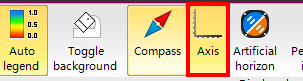 1.0
0.5
0.0
Auto
legend
Toggle
background
Compass
Axis
Artificial
horizon